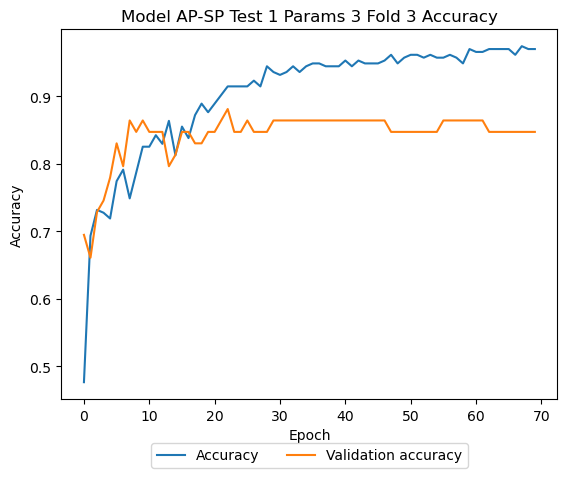 Model AP-SP Test 1 Params 3 Fold 3 Accuracy
Accuracy
0.9
0.8
0.7
0.6
0.5
0 10 20 30 40 50 60 70
Epoch
Accuracy Validation accuracy